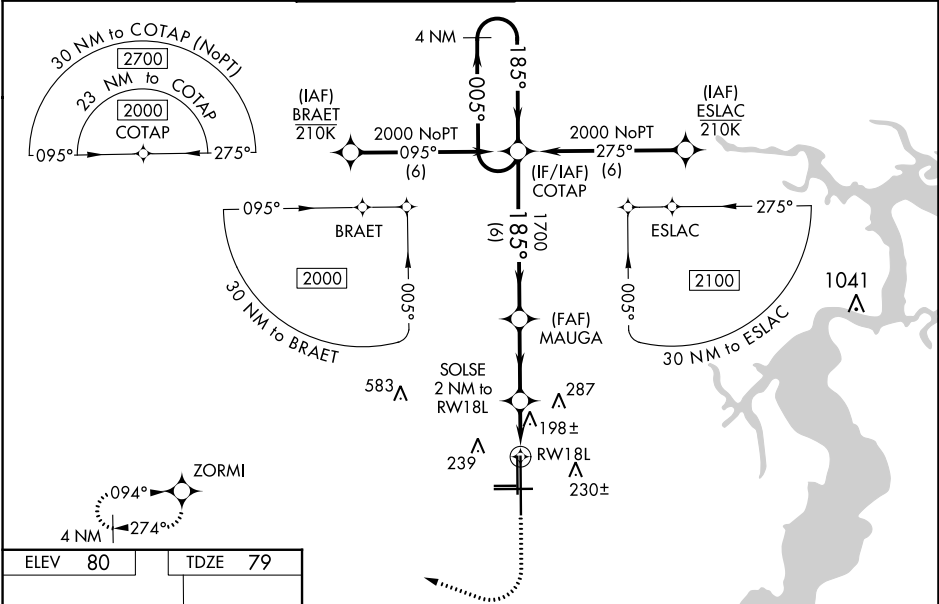 30 NM to COTAP (NoPT)
2700
23 NM to COTAP
2000
COTAP
095°
275°
4 NM
005°
185°
(IAF)
BRAET
210K
2000 NoPT
095°
(6)
(IAF)
ESLAC
210K
2000 NoPT
275°
(6)
(IF/IAF)
COTAP
1700
185°
(6)
095°
BRAET
2000
005°
30 NM to BRAET
275°
ESLAC
2100
005°
30 NM to ESLAC
1041
(FAF)
MAUGA
583
SOLSE
2 NM to
RW18L
287
198±
239
RW18L
230±
ZORMI
094°
274°
4 NM
ELEV 80
TDZE 79